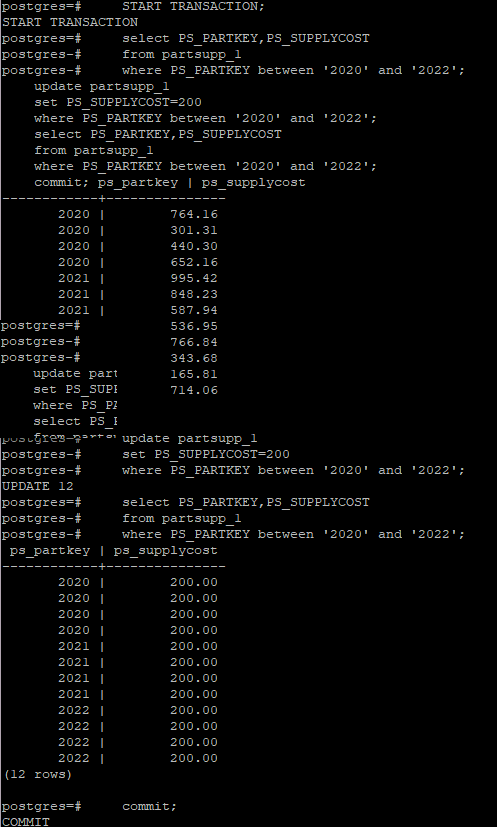 postgres=#     START TRANSACTION;
START TRANSACTION
postgres=#     select PS_PARTKEY,PS_SUPPLYCOST
postgres-#     from partsupp_1
postgres-#     where PS_PARTKEY between '2020' and '2022';
    update partsupp_1
    set PS_SUPPLYCOST=200
    where PS_PARTKEY between '2020' and '2022';
    select PS_PARTKEY,PS_SUPPLYCOST
    from partsupp_1
    where PS_PARTKEY between '2020' and '2022';
    commit; ps_partkey | ps_supplycost
------------+---------------
       2020 |        764.16
       2020 |        301.31
       2020 |        440.30
       2020 |        652.16
       2021 |        995.42
       2021 |        848.23
       2021 |        587.94
postgres=#           536.95
postgres-#           766.84
postgres-#           343.68
    update part      165.81
    set PS_SUPP      714.06
    where PS_PA
    select PS_
    from parts
postgres-#     update partsupp_1
postgres-#     set PS_SUPPLYCOST=200
postgres-#     where PS_PARTKEY between '2020' and '2022';
UPDATE 12
postgres=#     select PS_PARTKEY,PS_SUPPLYCOST
postgres-#     from partsupp_1
postgres-#     where PS_PARTKEY between '2020' and '2022';
 ps_partkey | ps_supplycost
------------+---------------
       2020 |        200.00
       2020 |        200.00
       2020 |        200.00
       2020 |        200.00
       2021 |        200.00
       2021 |        200.00
       2021 |        200.00
       2021 |        200.00
       2022 |        200.00
       2022 |        200.00
       2022 |        200.00
       2022 |        200.00
(12 rows)
postgres=#     commit;
COMMIT